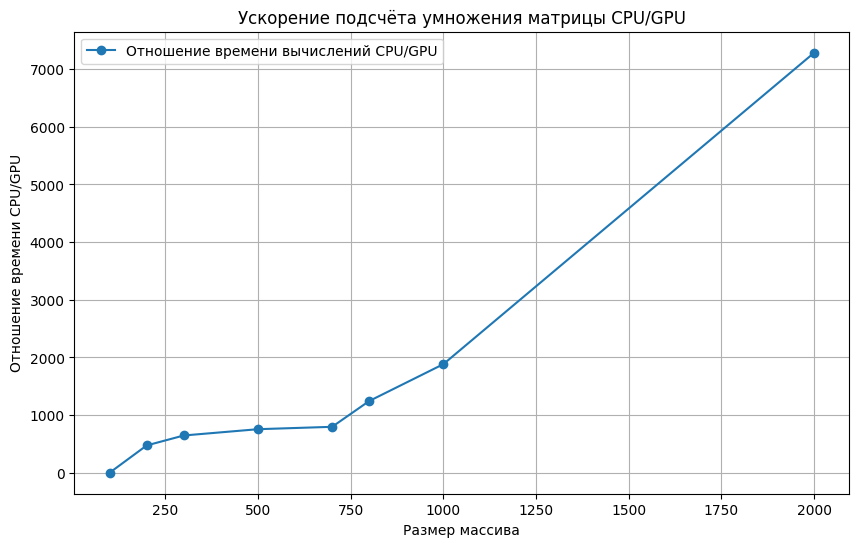 Ускорение подсчёта умножения матрицы CPU/GPU
Отношение времени вычислений CPU/GPU
Отношение времени CPU/GPU
7000
6000
5000
4000
3000
2000
1000
0
250 500 750 1000 1250 1500 1750 2000
Размер массива